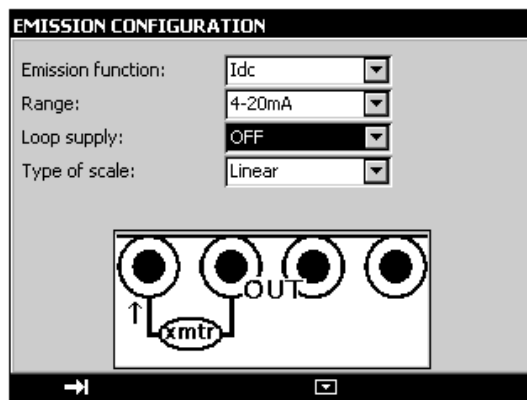 EMISSION CONFIGURATION
Emission function: Idc
Range: 4-20mA
Loop supply: OFF
Type of scale: Linear
OUT
xmtr